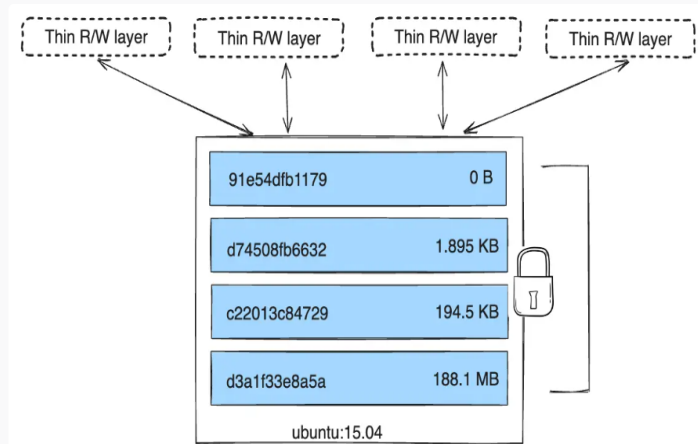 Thin R/W layer
Thin R/W layer
Thin R/W layer
Thin R/W layer
91e54dfb1179 0 B
d74508fb6632 1.895 KB
c22013c84729 194.5 KB
d3a1f33e8a5a 188.1 MB
ubuntu:15.04